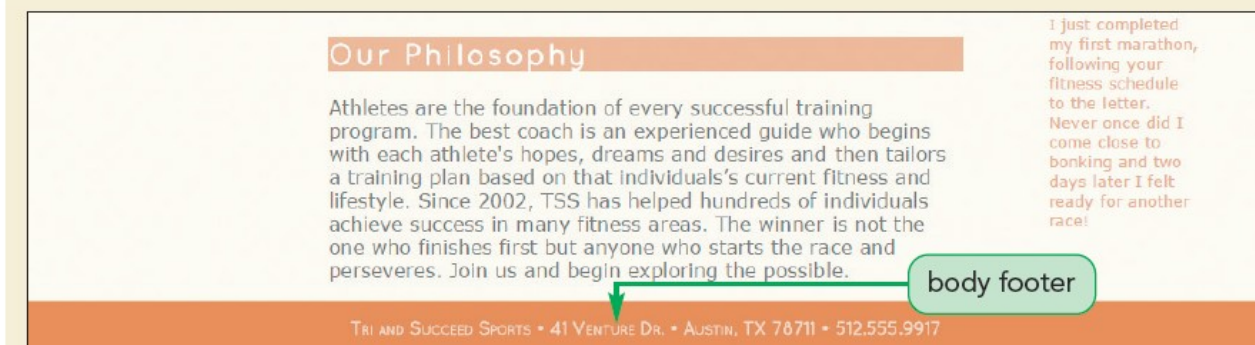 Our Philosophy
Athletes are the foundation of every successful training
program. The best coach is an experienced guide who begins
with each athlete's hopes, dreams and desires and then tailors
a training plan based on that individuals's current fitness and
lifestyle. Since 2002, TSS has helped hundreds of individuals
achieve success in many fitness areas. The winner is not the
one who finishes first but anyone who starts the race and
perseveres. Join us and begin exploring the possible.
I just completed
my first marathon,
following your
fitness schedule
to the letter.
Never once did I
come close to
bonking and two
days later I felt
ready for another
race!
body footer
Tri and Succeed Sports • 41 Venture Dr. • Austin, TX 78711 • 512.555.9917